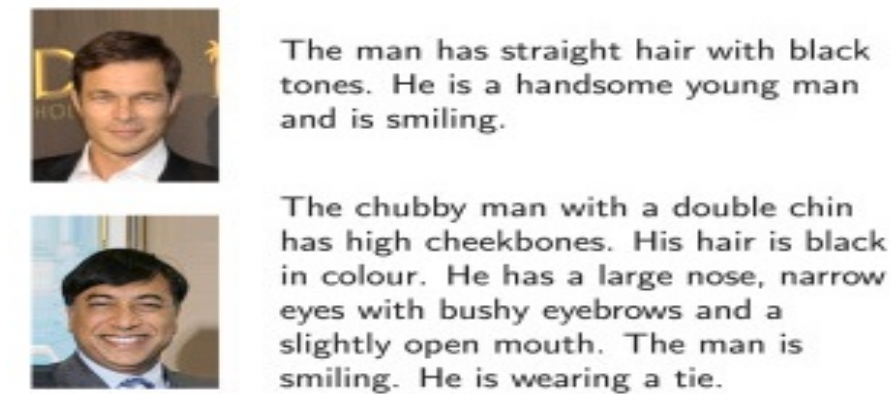 D
HO
The man has straight hair with black
tones. He is a handsome young man
and is smiling.
The chubby man with a double chin
has high cheekbones. His hair is black
in colour. He has a large nose, narrow
eyes with bushy eyebrows and a
slightly open mouth. The man is
smiling. He is wearing a tie.